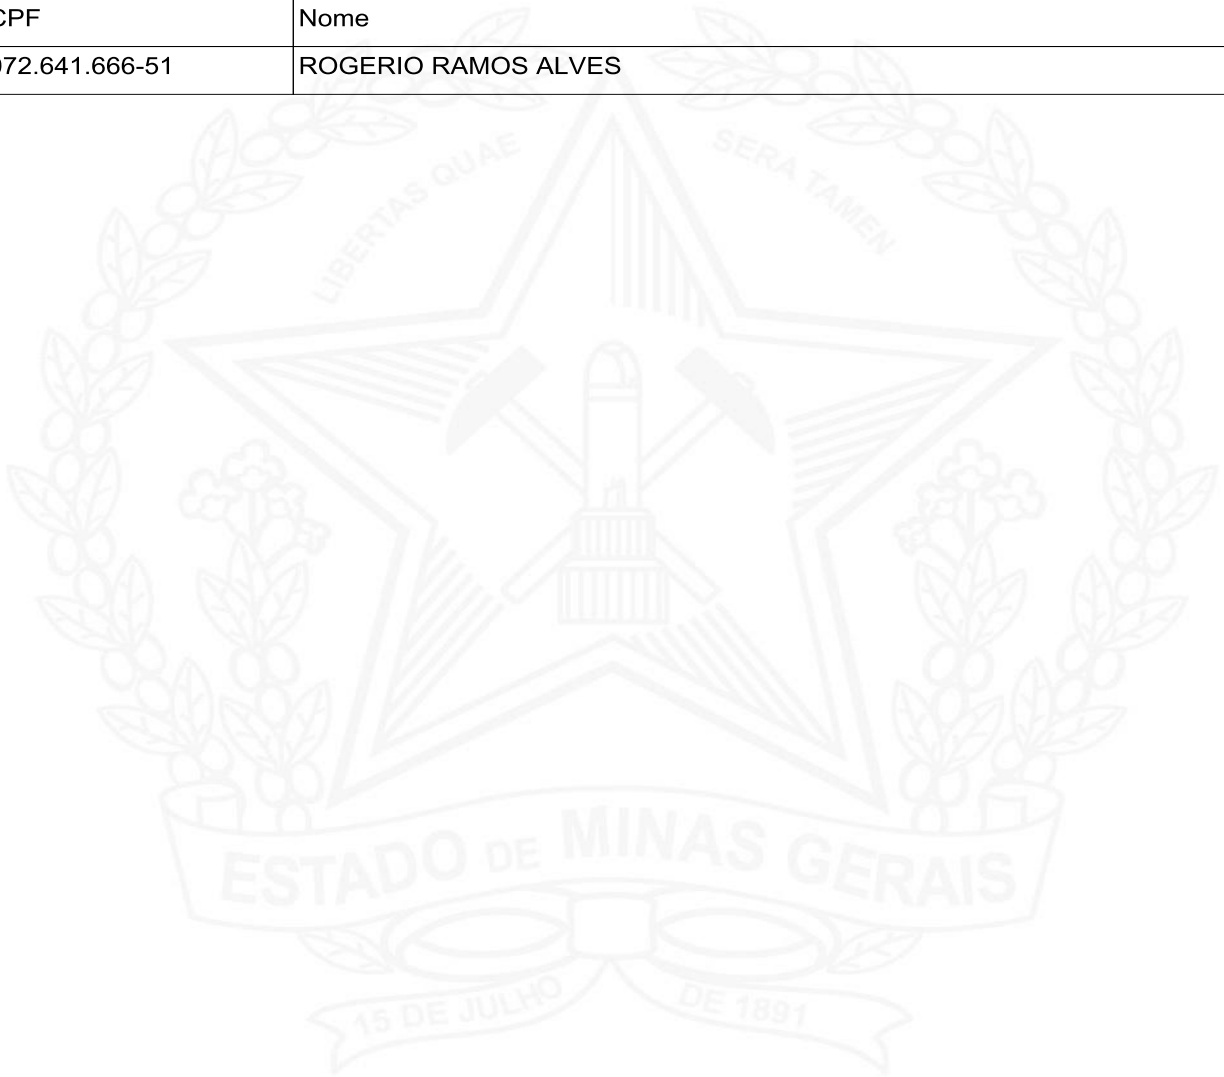 CPF Nome
072.641.666-51 ROGERIO RAMOS ALVES
LIBERTAS QUAE SERA TAMEN
ESTADO DE MINAS GERAIS
15 DE JULHO DE 1891